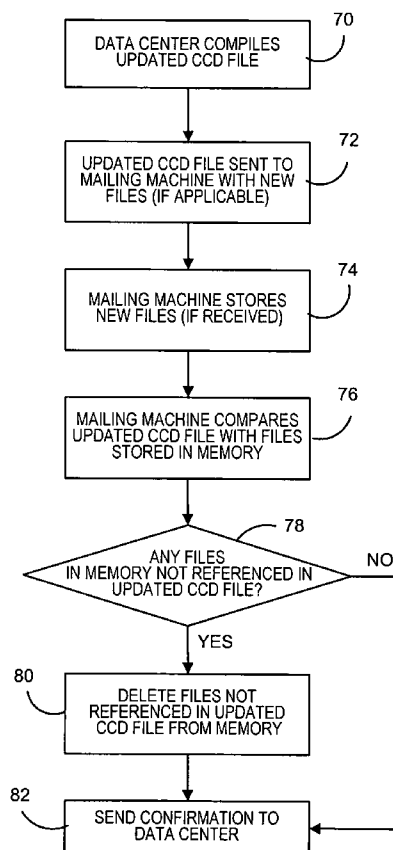 70
DATA CENTER COMPILES
UPDATED CCD FILE
72
UPDATED CCD FILE SENT TO
MAILING MACHINE WITH NEW
FILES (IF APPLICABLE)
74
MAILING MACHINE STORES
NEW FILES (IF RECEIVED)
76
MAILING MACHINE COMPARES
UPDATED CCD FILE WITH FILES
STORED IN MEMORY
78
ANY FILES
IN MEMORY NOT REFERENCED IN
UPDATED CCD FILE?
NO
YES
80
DELETE FILES NOT
REFERENCED IN UPDATED
CCD FILE FROM MEMORY
82
SEND CONFIRMATION TO
DATA CENTER